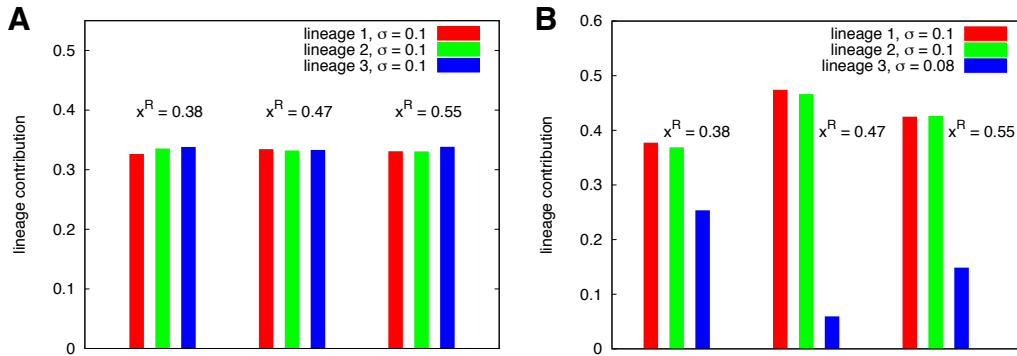 A
lineage 1, σ = 0.1
lineage 2, σ = 0.1
lineage 3, σ = 0.1
0.5
0.4
0.3
0.2
0.1
0
lineage contribution
x^R = 0.38
x^R = 0.47
x^R = 0.55
B
lineage 1, σ = 0.1
lineage 2, σ = 0.1
lineage 3, σ = 0.08
0.6
0.5
0.4
0.3
0.2
0.1
0
lineage contribution
x^R = 0.38
x^R = 0.47
x^R = 0.55